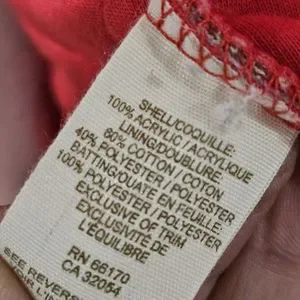 SHELL/COQUILLE:
100% ACRYLIC / ACRYLIQUE
LINING/DOUBLURE:
60% COTTON / COTON
40% POLYESTER / POLYESTER
BATTING/OUATE EN FEUILLE:
100% POLYESTER / POLYESTER
EXCLUSIVE OF TRIM
EXCLUSIVEMENT DE
L'ÉQUILIBRE
RN 66170
CA 32054
SEE REVERSE